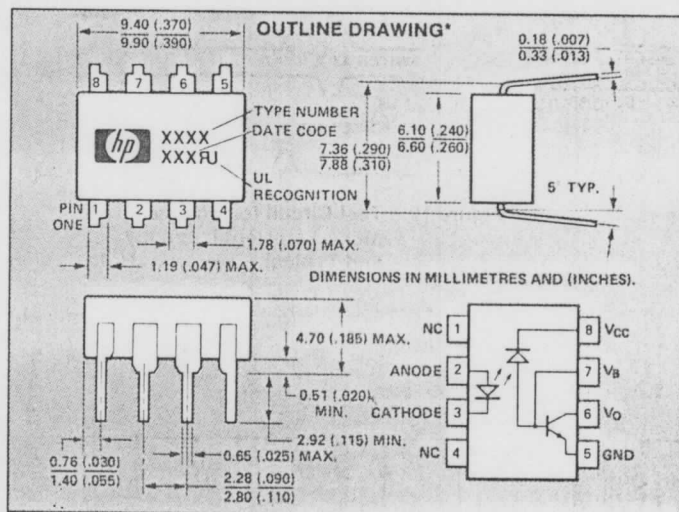 OUTLINE DRAWING*
9.40 (.370)
9.90 (.390)
8 7 6 5
hp
XXXX
XXXЯU
TYPE NUMBER
DATE CODE
UL
RECOGNITION
PIN
ONE
1 2 3 4
1.78 (.070) MAX.
1.19 (.047) MAX.
0.18 (.007)
0.33 (.013)
7.36 (.290)
7.88 (.310)
6.10 (.240)
6.60 (.260)
5° TYP.
DIMENSIONS IN MILLIMETRES AND (INCHES).
4.70 (.185) MAX.
0.51 (.020)
MIN.
2.92 (.115) MIN.
0.65 (.025) MAX.
0.76 (.030)
1.40 (.055)
2.28 (.090)
2.80 (.110)
NC 1
ANODE 2
CATHODE 3
NC 4
8 VCC
7 VB
6 VO
5 GND